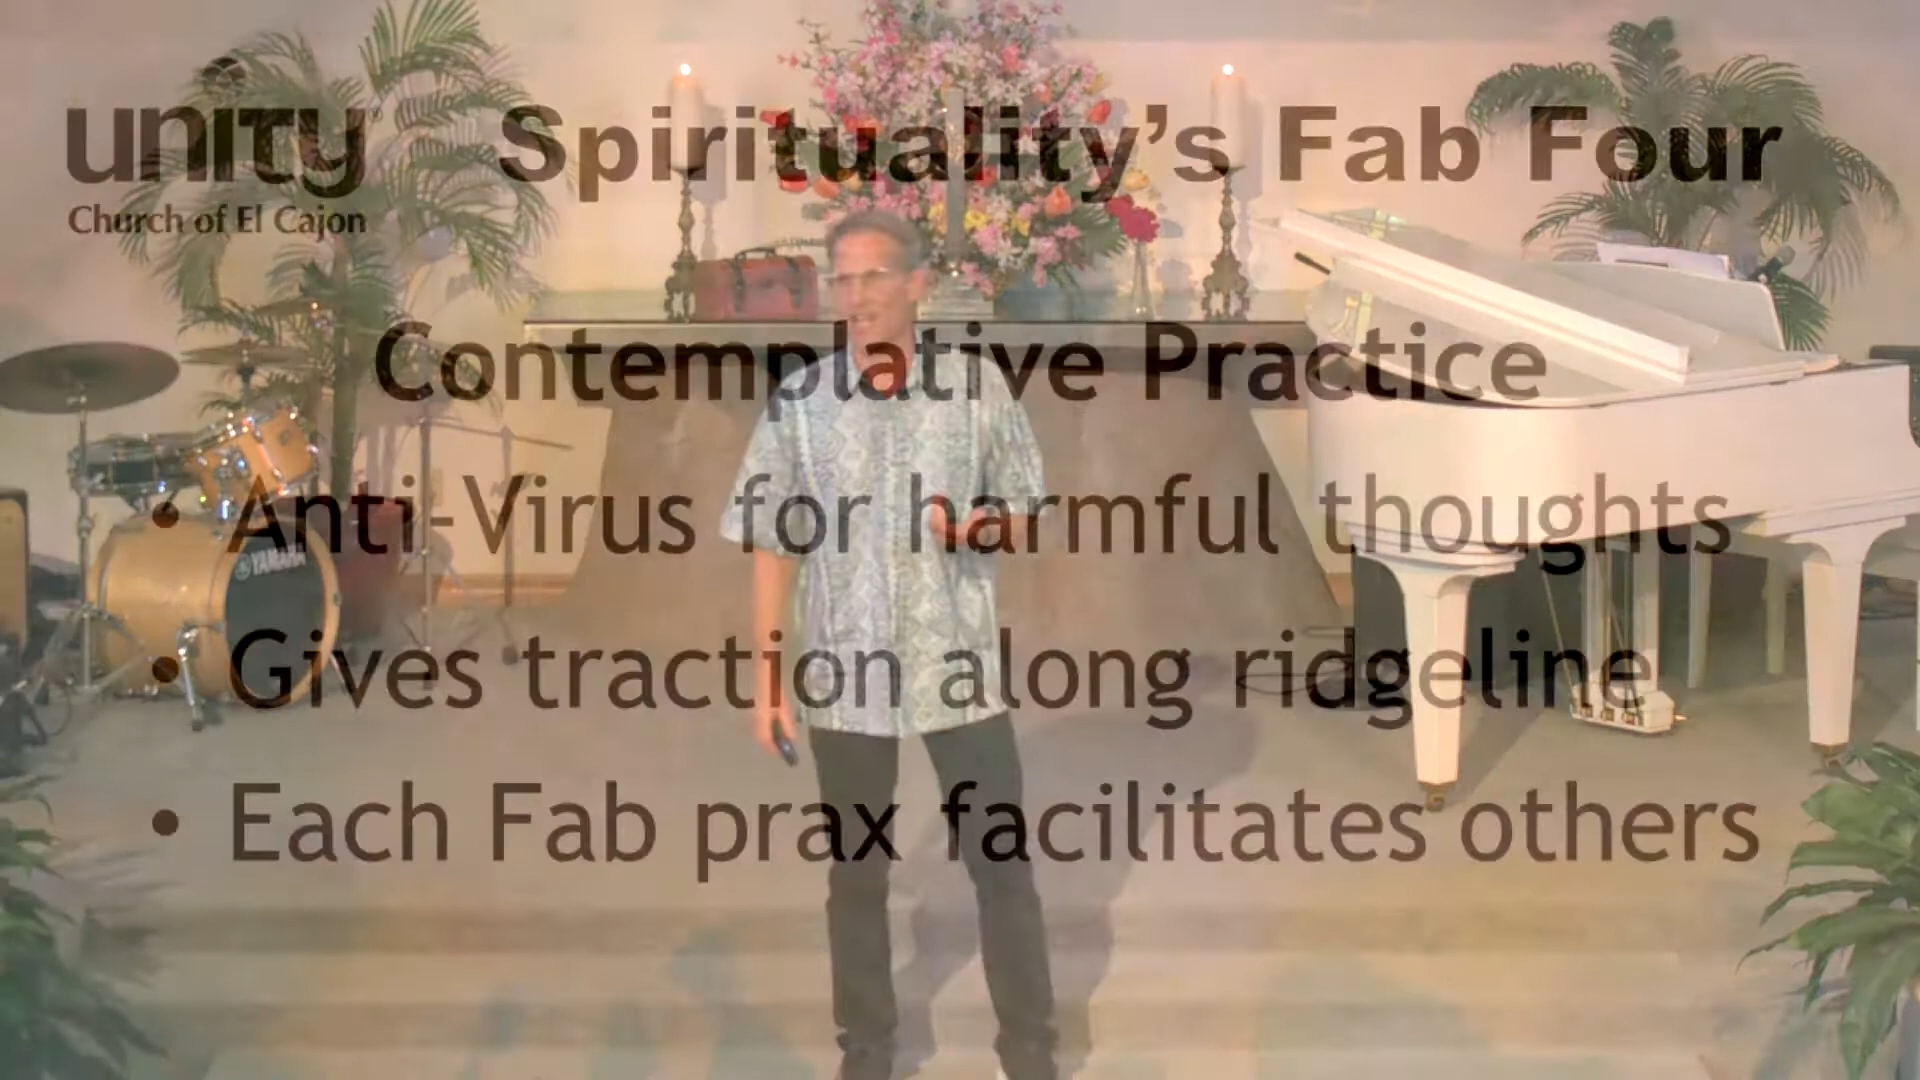 unity
Church of El Cajon
Spirituality's Fab Four
Contemplative Practice
• Anti-Virus for harmful thoughts
• Gives traction along ridgeline
• Each Fab prax facilitates others
YAMAHA